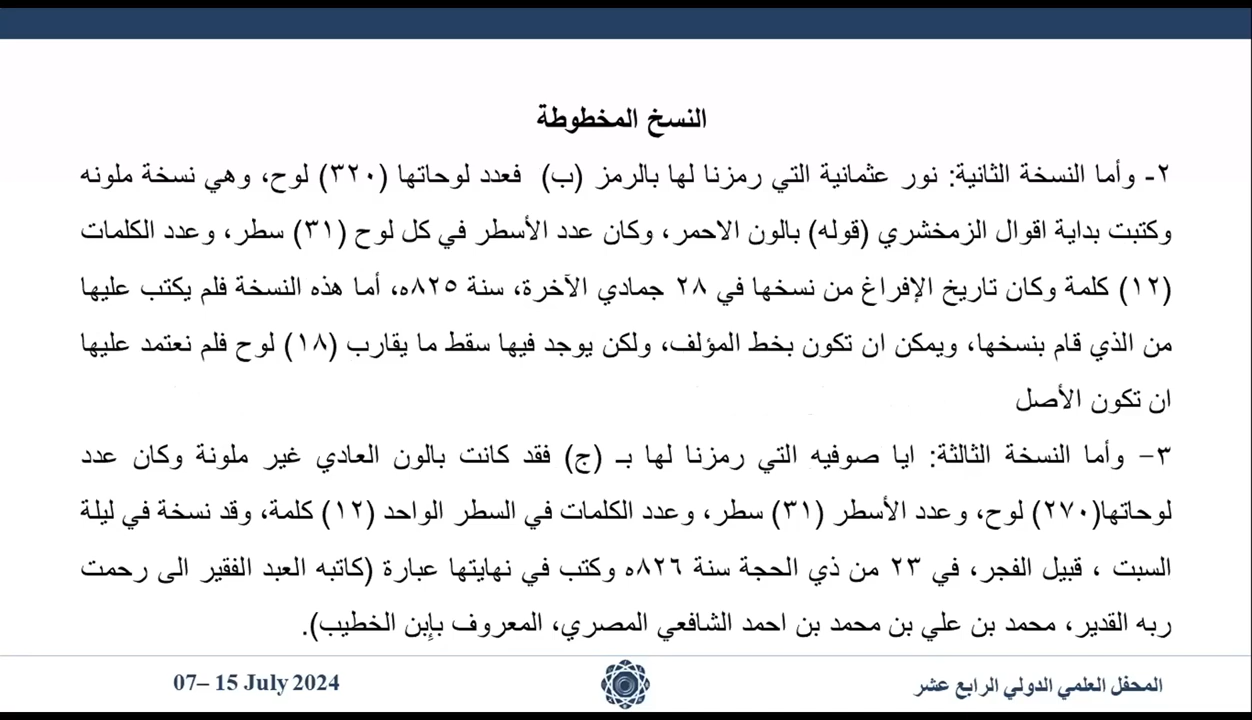 النسخ المخطوطة
٢- وأما النسخة الثانية: نور عثمانية التي رمزنا لها بالرمز (ب) فعدد لوحاتها (٣٢٠) لوح، وهي نسخة ملونه
وكتبت بداية اقوال الزمخشري (قوله) بالون الاحمر، وكان عدد الأسطر في كل لوح (٣١) سطر، وعدد الكلمات
(١٢) كلمة وكان تاريخ الإفراغ من نسخها في ٢٨ جمادي الآخرة، سنة ٨٢٥ه، أما هذه النسخة فلم يكتب عليها
من الذي قام بنسخها، ويمكن ان تكون بخط المؤلف، ولكن يوجد فيها سقط ما يقارب (١٨) لوح فلم نعتمد عليها
ان تكون الأصل
٣- وأما النسخة الثالثة: ايا صوفيه التي رمزنا لها بـ (ج) فقد كانت بالون العادي غير ملونة وكان عدد
لوحاتها(٢٧٠) لوح، وعدد الأسطر (٣١) سطر، وعدد الكلمات في السطر الواحد (١٢) كلمة، وقد نسخة في ليلة
السبت ، قبيل الفجر، في ٢٣ من ذي الحجة سنة ٨٢٦ه وكتب في نهايتها عبارة (كاتبه العبد الفقير الى رحمت
ربه القدير، محمد بن علي بن محمد بن احمد الشافعي المصري، المعروف بإبن الخطيب).
المحفل العلمي الدولي الرابع عشر
07– 15 July 2024